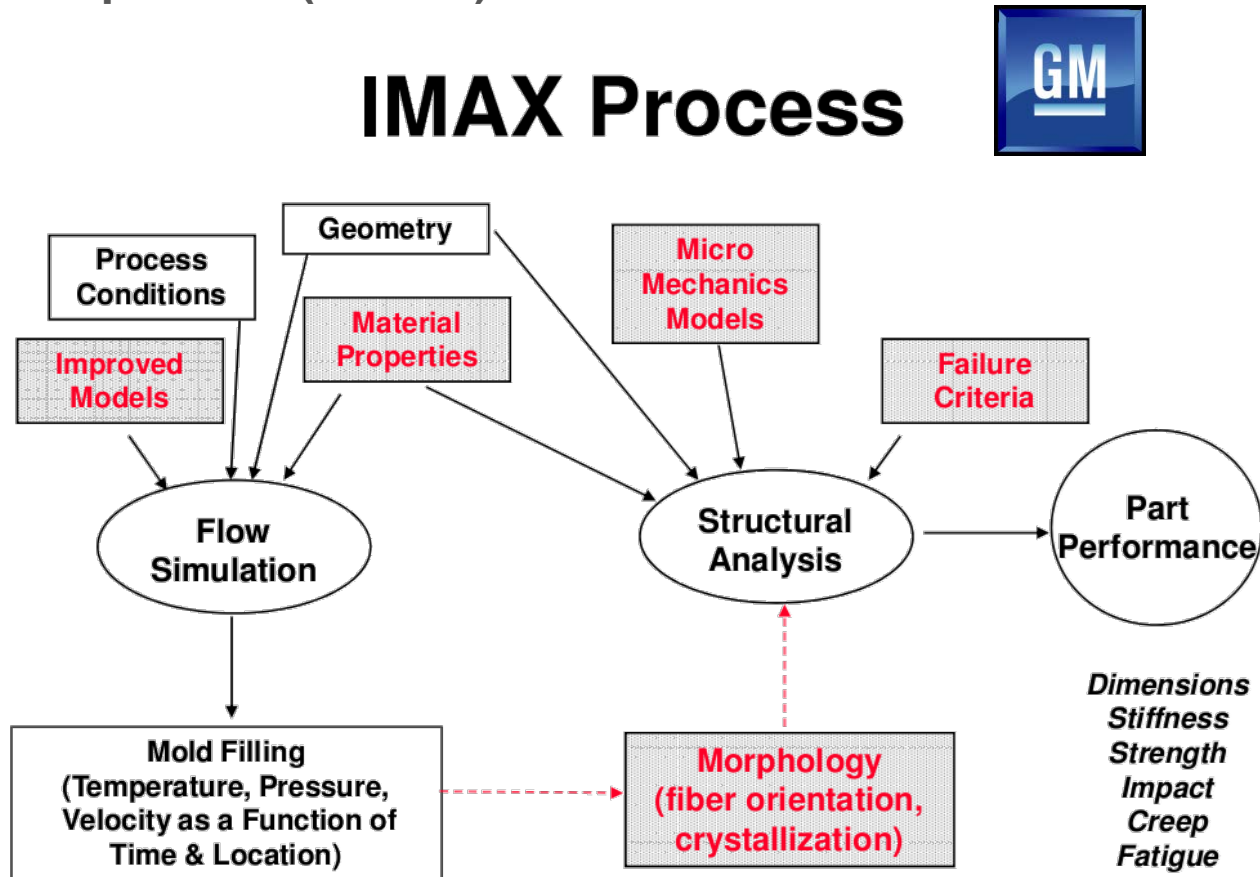 IMAX Process
GM
Geometry
Process
Conditions
Micro
Mechanics
Models
Material
Properties
Improved
Models
Failure
Criteria
Flow
Simulation
Structural
Analysis
Part
Performance
Mold Filling
(Temperature, Pressure,
Velocity as a Function of
Time & Location)
Morphology
(fiber orientation,
crystallization)
Dimensions
Stiffness
Strength
Impact
Creep
Fatigue